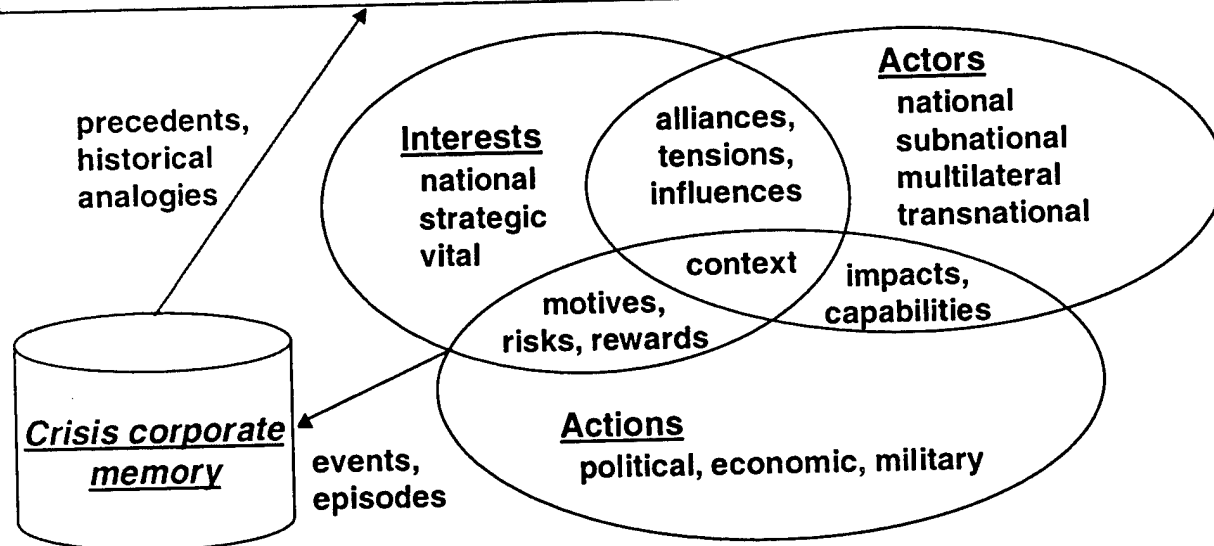 precedents,
historical
analogies
Interests
national
strategic
vital
alliances,
tensions,
influences
Actors
national
subnational
multilateral
transnational
context
impacts,
capabilities
motives,
risks, rewards
Crisis corporate
memory
events,
episodes
Actions
political, economic, military